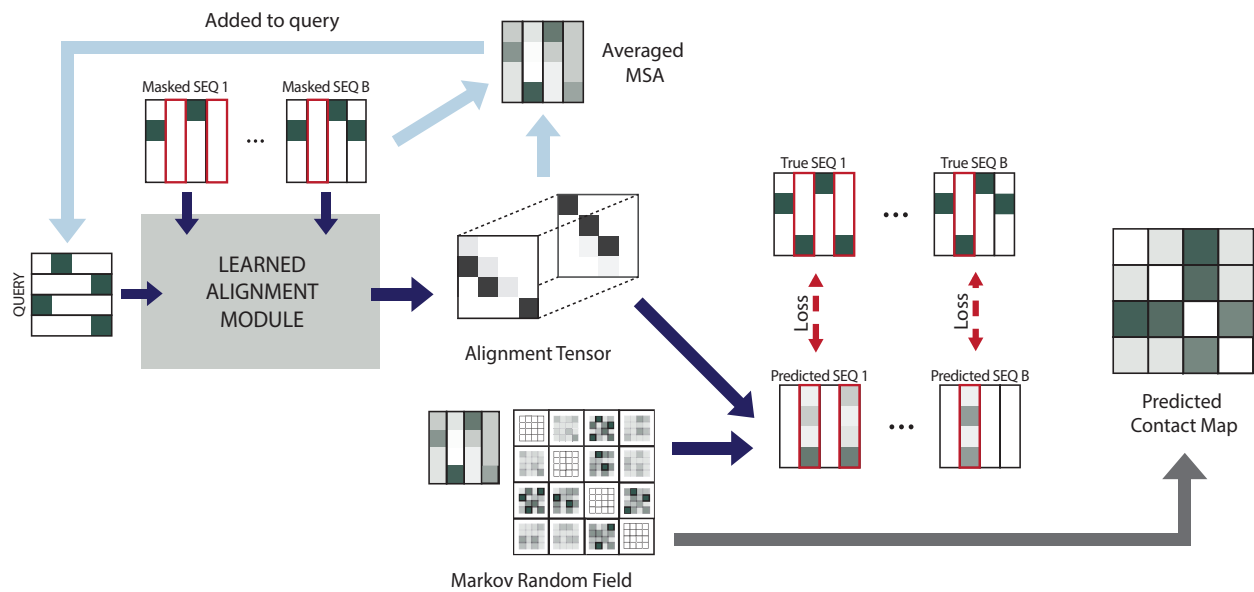 Added to query
Averaged
MSA
Masked SEQ 1
Masked SEQ B
...
QUERY
LEARNED
ALIGNMENT
MODULE
Alignment Tensor
True SEQ 1
True SEQ B
...
Loss
Loss
Predicted SEQ 1
Predicted SEQ B
...
Predicted
Contact Map
Markov Random Field